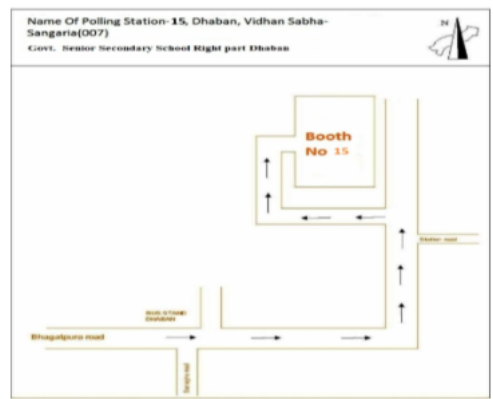 Name Of Polling Station-15, Dhaban, Vidhan Sabha-
Sangaria(007)
Govt. Senior Secondary School Right part Dhaban
N
Booth
No 15
BUS STAND
DHABAN
Bhagatpura road